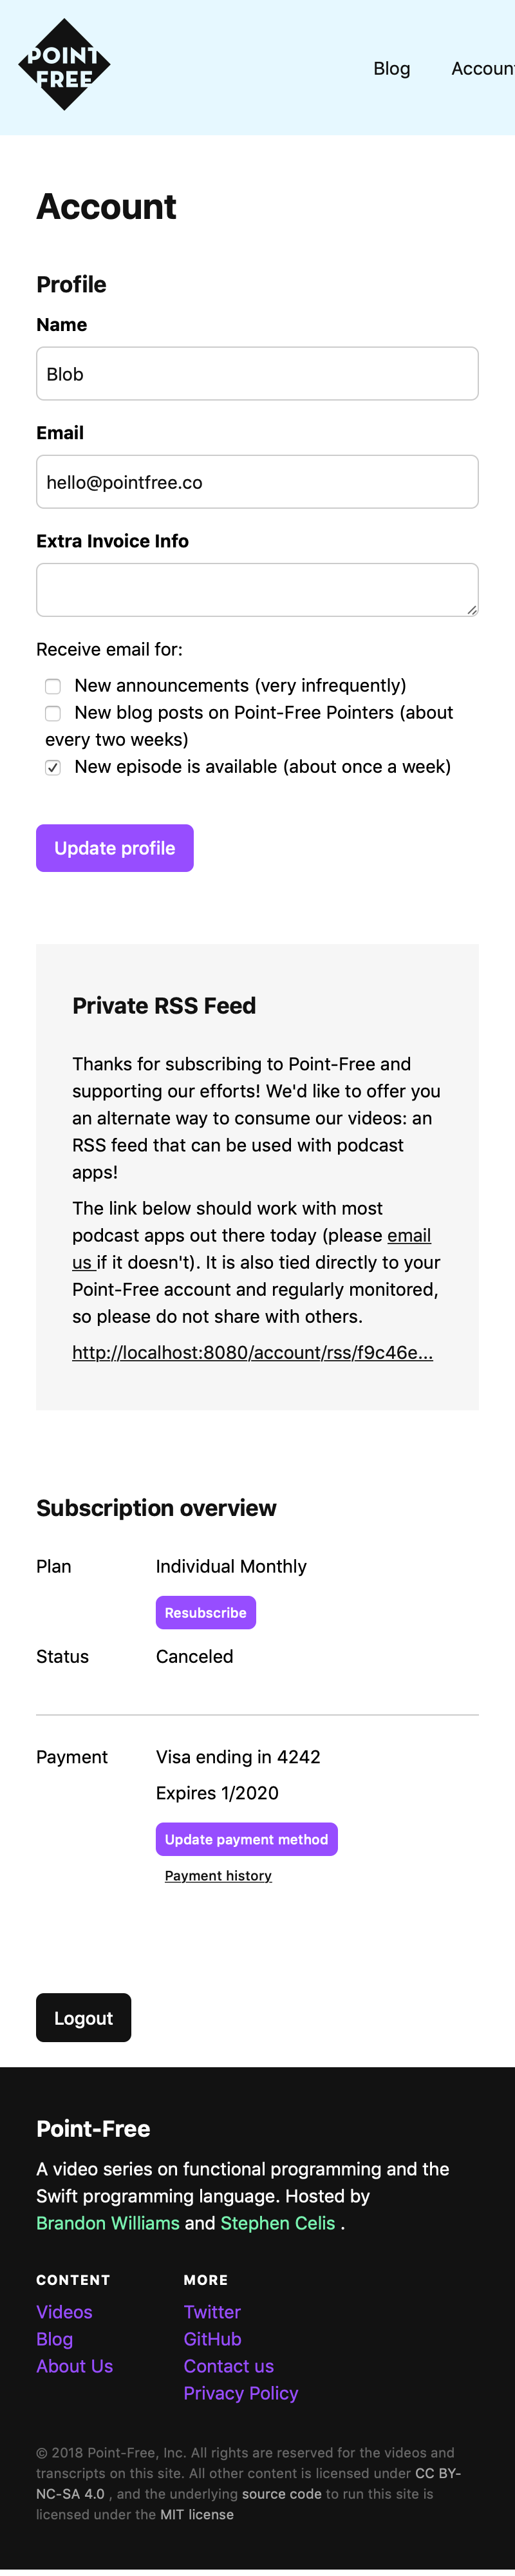 POINT
FREE
Blog
Accoun
Account
Profile
Name
Blob
Email
hello@pointfree.co
Extra Invoice Info
Receive email for:
New announcements (very infrequently)
New blog posts on Point-Free Pointers (about
every two weeks)
New episode is available (about once a week)
Update profile
Private RSS Feed
Thanks for subscribing to Point-Free and
supporting our efforts! We'd like to offer you
an alternate way to consume our videos: an
RSS feed that can be used with podcast
apps!
The link below should work with most
podcast apps out there today (please email
us if it doesn't). It is also tied directly to your
Point-Free account and regularly monitored,
so please do not share with others.
http://localhost:8080/account/rss/f9c46e...
Subscription overview
Plan
Individual Monthly
Resubscribe
Status
Canceled
Payment
Visa ending in 4242
Expires 1/2020
Update payment method
Payment history
Logout
Point-Free
A video series on functional programming and the
Swift programming language. Hosted by
Brandon Williams and Stephen Celis .
CONTENT
Videos
Blog
About Us
MORE
Twitter
GitHub
Contact us
Privacy Policy
© 2018 Point-Free, Inc. All rights are reserved for the videos and
transcripts on this site. All other content is licensed under CC BY-
NC-SA 4.0 , and the underlying source code to run this site is
licensed under the MIT license